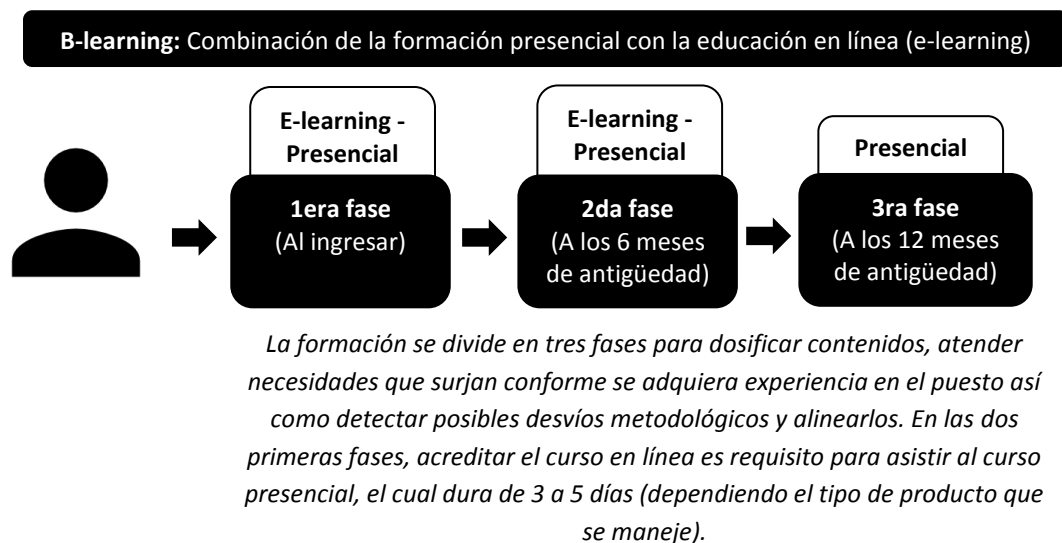 B-learning: Combinación de la formación presencial con la educación en línea (e-learning)
E-learning -
Presencial
1era fase
(Al ingresar)
E-learning -
Presencial
2da fase
(A los 6 meses
de antigüedad)
Presencial
3ra fase
(A los 12 meses
de antigüedad)
La formación se divide en tres fases para dosificar contenidos, atender
necesidades que surjan conforme se adquiera experiencia en el puesto así
como detectar posibles desvíos metodológicos y alinearlos. En las dos
primeras fases, acreditar el curso en línea es requisito para asistir al curso
presencial, el cual dura de 3 a 5 días (dependiendo el tipo de producto que
se maneje).